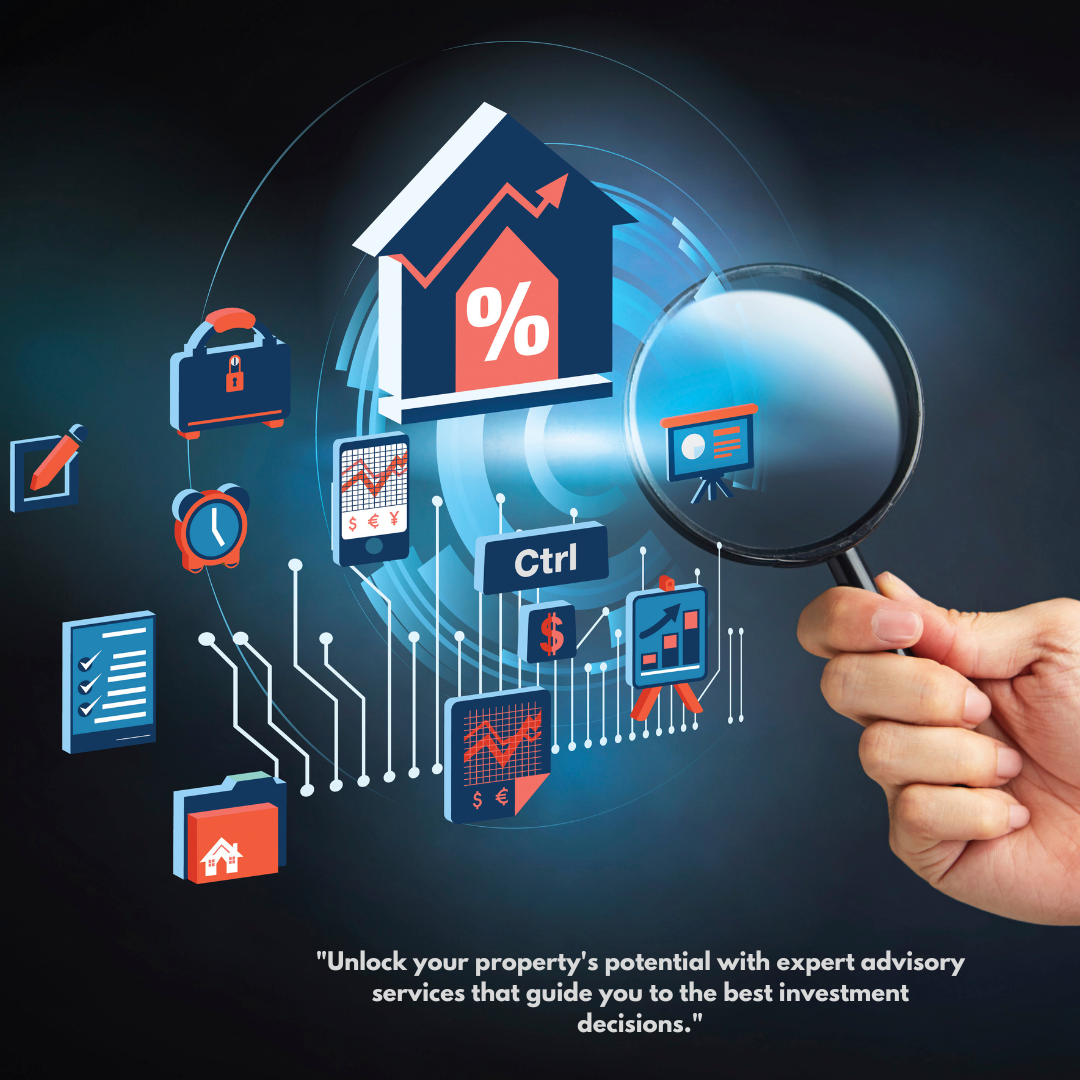 %
$ € ¥
Ctrl
$
$ €
"Unlock your property's potential with expert advisory
services that guide you to the best investment
decisions."